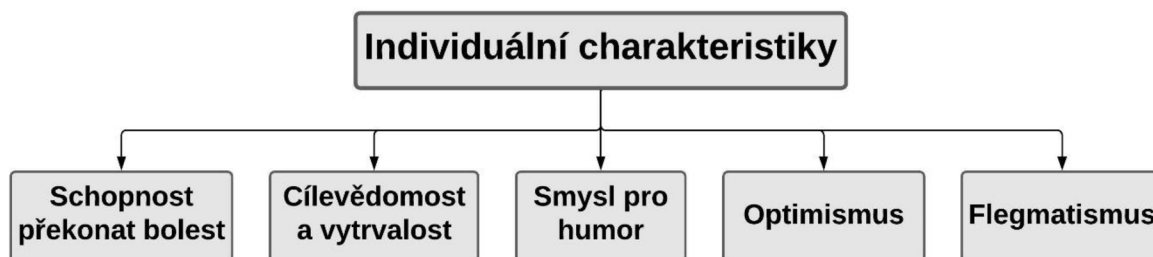 Individuální charakteristiky
Schopnost
překonat bolest
Cílevědomost
a vytrvalost
Smysl pro
humor
Optimismus
Flegmatismus